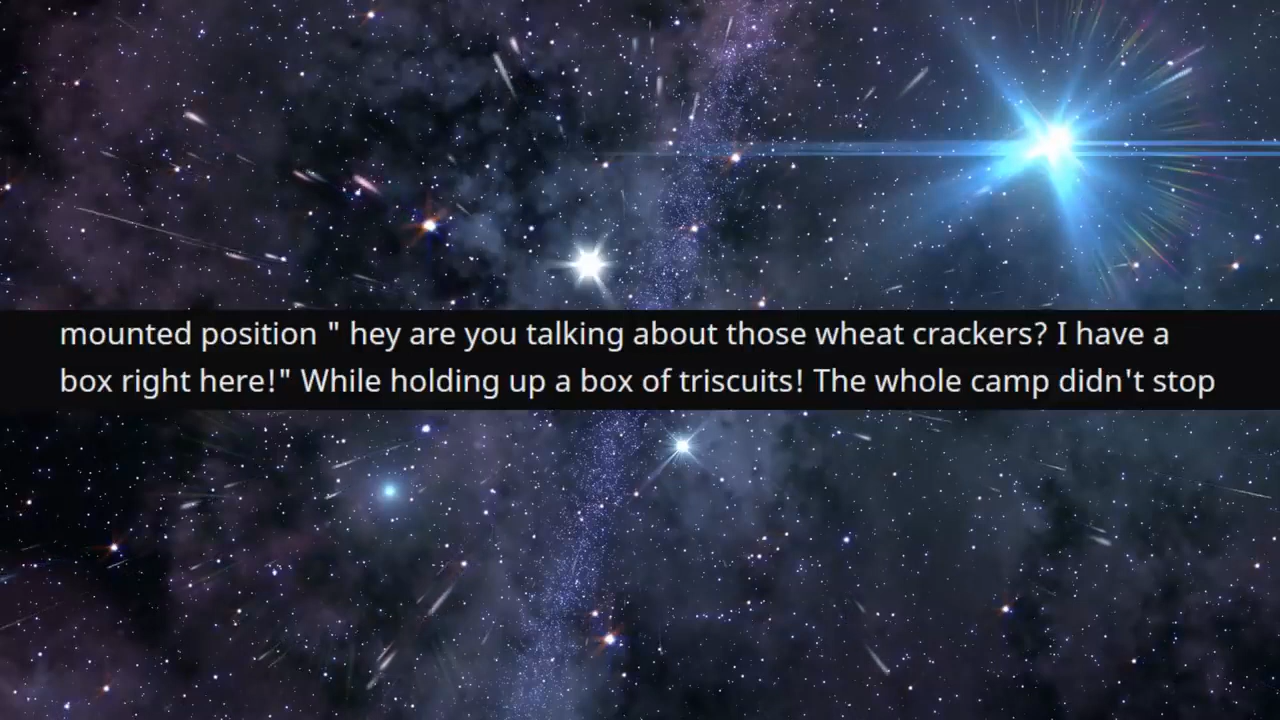 mounted position " hey are you talking about those wheat crackers? I have a
box right here!" While holding up a box of triscuits! The whole camp didn't stop